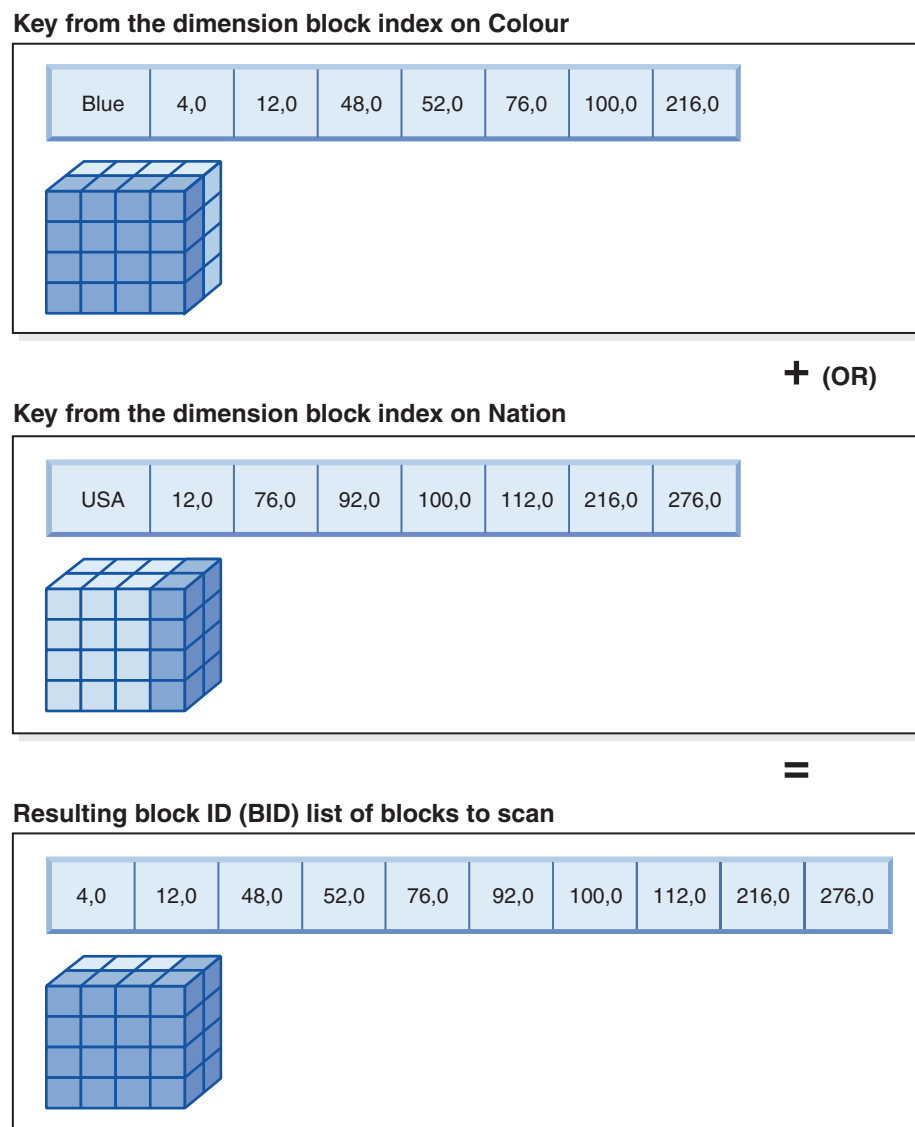 Key from the dimension block index on Colour
Blue 4,0 12,0 48,0 52,0 76,0 100,0 216,0
+ (OR)
Key from the dimension block index on Nation
USA 12,0 76,0 92,0 100,0 112,0 216,0 276,0
=
Resulting block ID (BID) list of blocks to scan
4,0 12,0 48,0 52,0 76,0 92,0 100,0 112,0 216,0 276,0